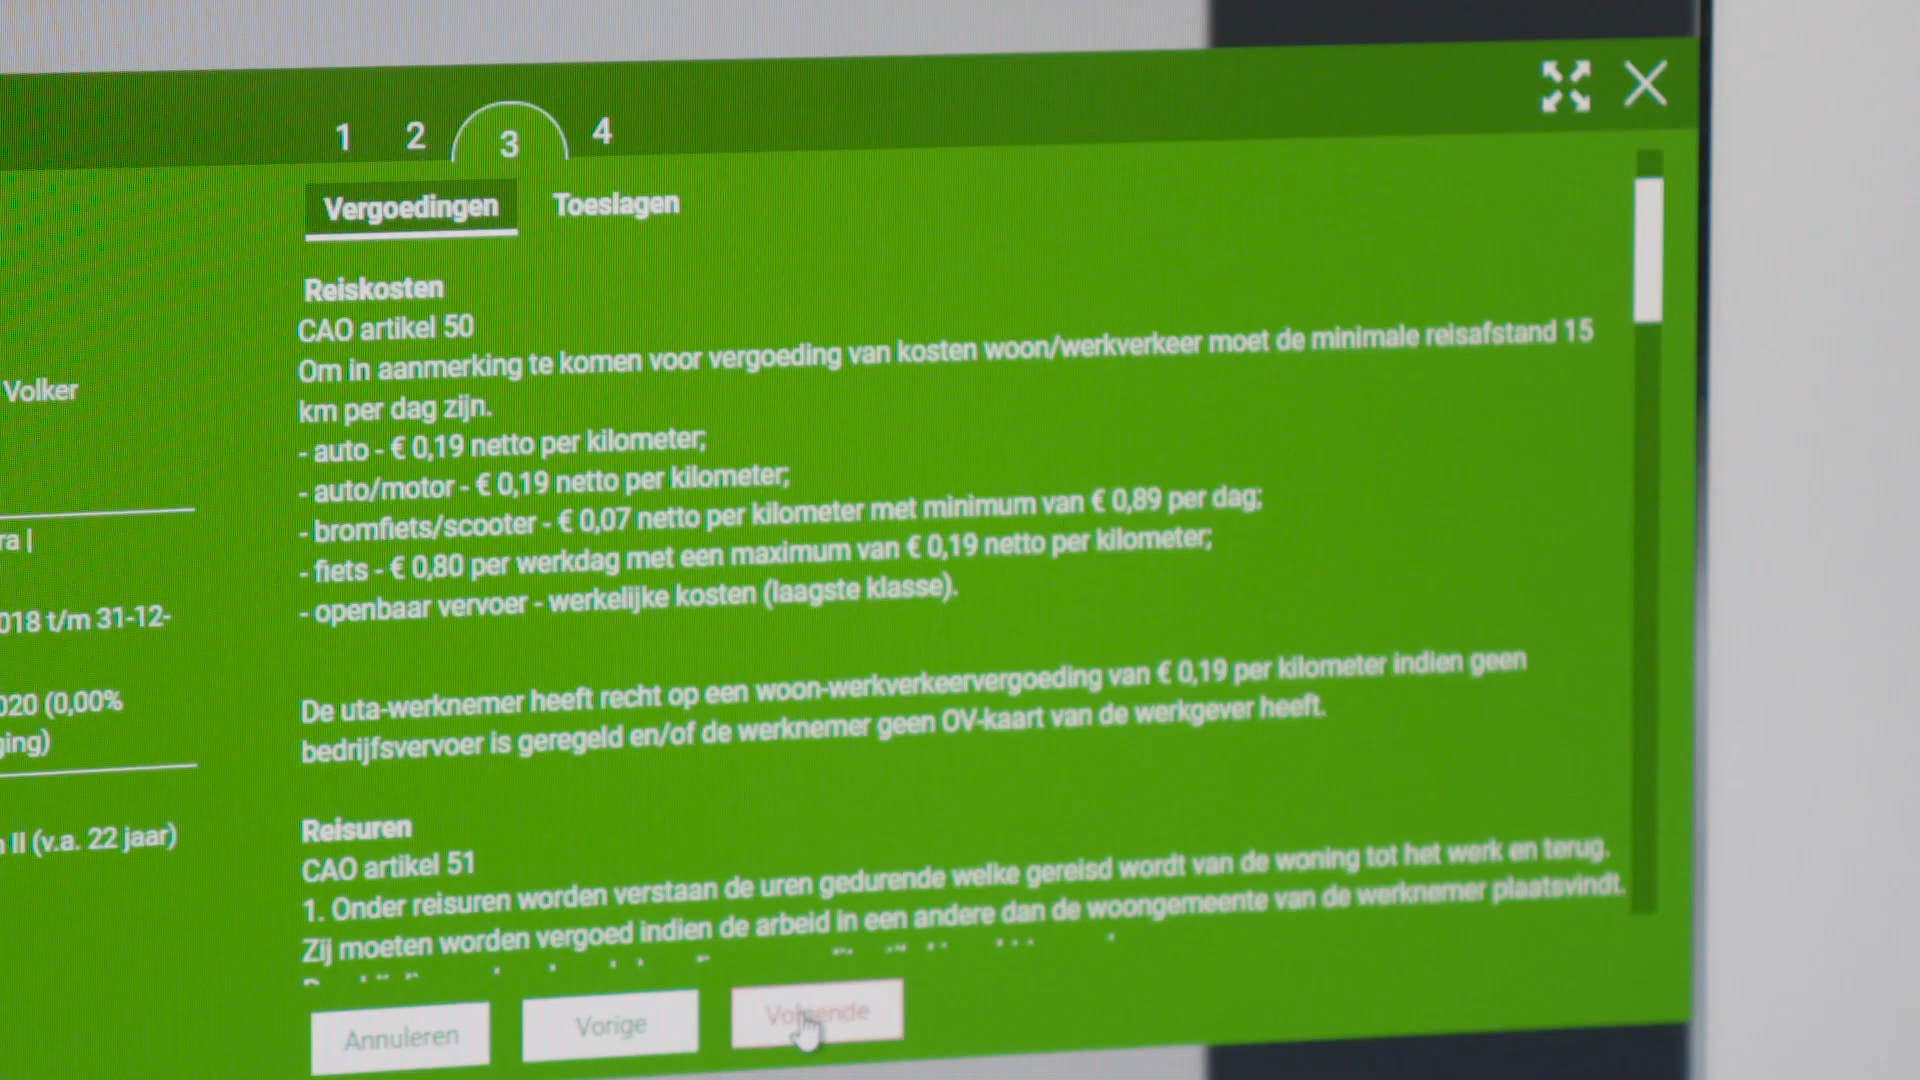 1 2 3 4
Vergoedingen Toeslagen
Reiskosten
CAO artikel 50
Om in aanmerking te komen voor vergoeding van kosten woon/werkverkeer moet de minimale reisafstand 15
km per dag zijn.
- auto - € 0,19 netto per kilometer;
- auto/motor - € 0,19 netto per kilometer;
- bromfiets/scooter - € 0,07 netto per kilometer met minimum van € 0,89 per dag;
- fiets - € 0,80 per werkdag met een maximum van € 0,19 netto per kilometer;
- openbaar vervoer - werkelijke kosten (laagste klasse).
De uta-werknemer heeft recht op een woon-werkverkeervergoeding van € 0,19 per kilometer indien geen
bedrijfsvervoer is geregeld en/of de werknemer geen OV-kaart van de werkgever heeft.
Reisuren
CAO artikel 51
1. Onder reisuren worden verstaan de uren gedurende welke gereisd wordt van de woning tot het werk en terug.
Zij moeten worden vergoed indien de arbeid in een andere dan de woongemeente van de werknemer plaatsvindt.
Annuleren Vorige Volgende
Volker
ra |
018 t/m 31-12-
020 (0,00%
ging)
II (v.a. 22 jaar)